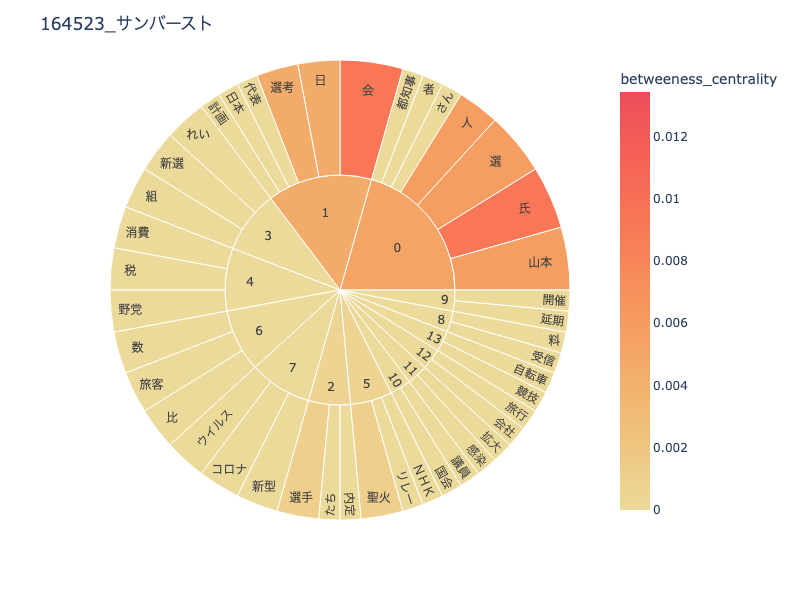 164523_サンバースト
betweeness_centrality
0.012
0.01
0.008
0.006
0.004
0.002
0
0
山本
氏
選
人
さん
者
都知事
会
1
日
選考
代表
日本
計画
3
れい
新選
組
4
消費
税
6
野党
数
7
旅客
比
ウイルス
コロナ
新型
2
選手
たち
内定
5
聖火
リレー
10
NHK
国会
11
議員
感染
12
拡大
会社
旅行
13
競技
自転車
8
受信
料
9
延期
開催